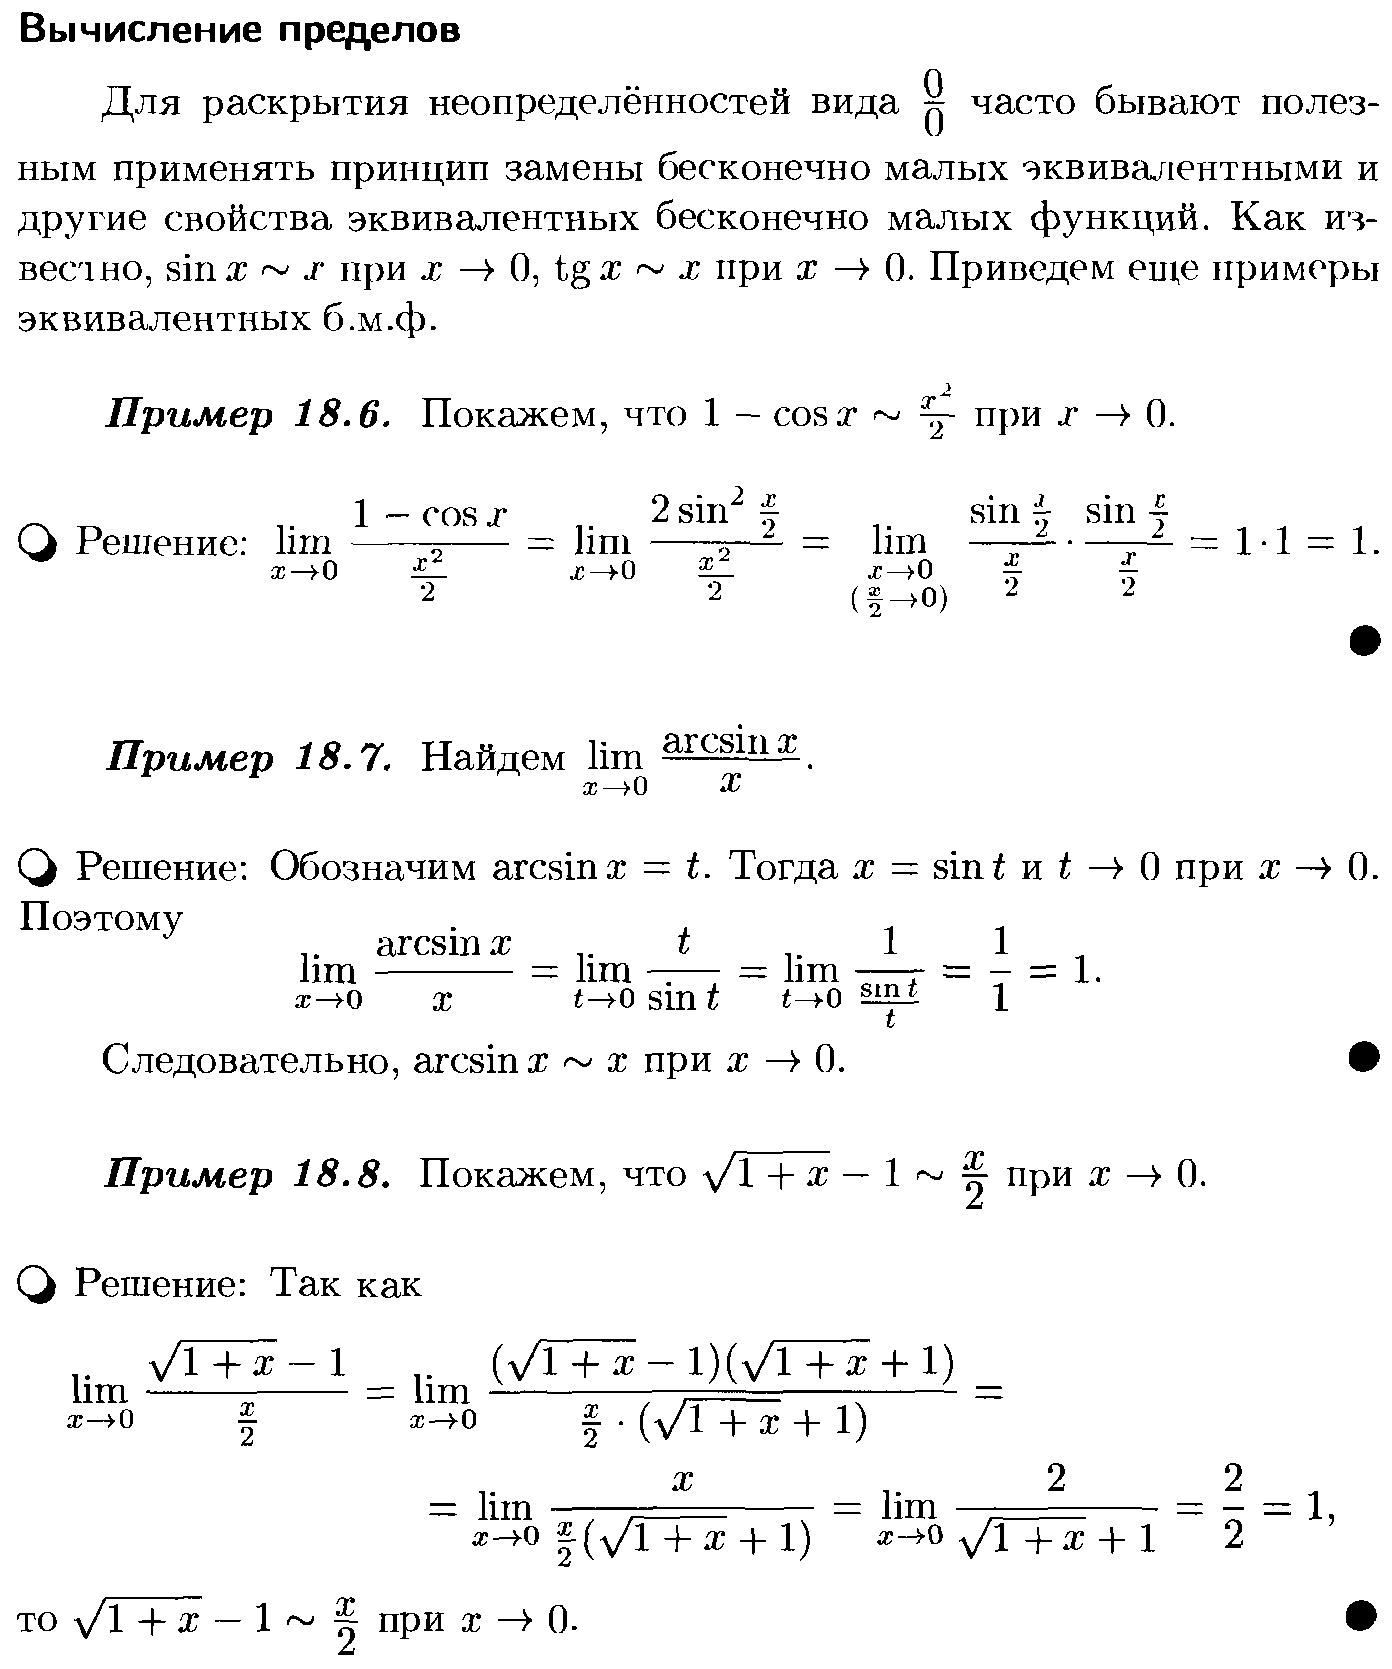 Вычисление пределов
Для раскрытия неопределённостей вида 0/0 часто бывают полез-
ным применять принцип замены бесконечно малых эквивалентными и
другие свойства эквивалентных бесконечно малых функций. Как из-
вестно, sin x ∼ x при x → 0, tg x ∼ x при x → 0. Приведем еще примеры
эквивалентных б.м.ф.
Пример 18.6. Покажем, что 1 − cos x ∼ x²/2 при x → 0.
Решение: lim_{x→0} (1 − cos x)/(x²/2) = lim_{x→0} (2 sin² (x/2))/(x²/2) = lim_{x→0 (x/2→0)} (sin (x/2))/(x/2) · (sin (x/2))/(x/2) = 1·1 = 1.
Пример 18.7. Найдем lim_{x→0} (arcsin x)/x.
Решение: Обозначим arcsin x = t. Тогда x = sin t и t → 0 при x → 0.
Поэтому
lim_{x→0} (arcsin x)/x = lim_{t→0} t/(sin t) = lim_{t→0} 1/((sin t)/t) = 1/1 = 1.
Следовательно, arcsin x ∼ x при x → 0.
Пример 18.8. Покажем, что √(1 + x) − 1 ∼ x/2 при x → 0.
Решение: Так как
lim_{x→0} (√(1 + x) − 1)/(x/2) = lim_{x→0} ((√(1 + x) − 1)(√(1 + x) + 1))/(x/2 · (√(1 + x) + 1)) =
= lim_{x→0} x/(x/2(√(1 + x) + 1)) = lim_{x→0} 2/(√(1 + x) + 1) = 2/2 = 1,
то √(1 + x) − 1 ∼ x/2 при x → 0.